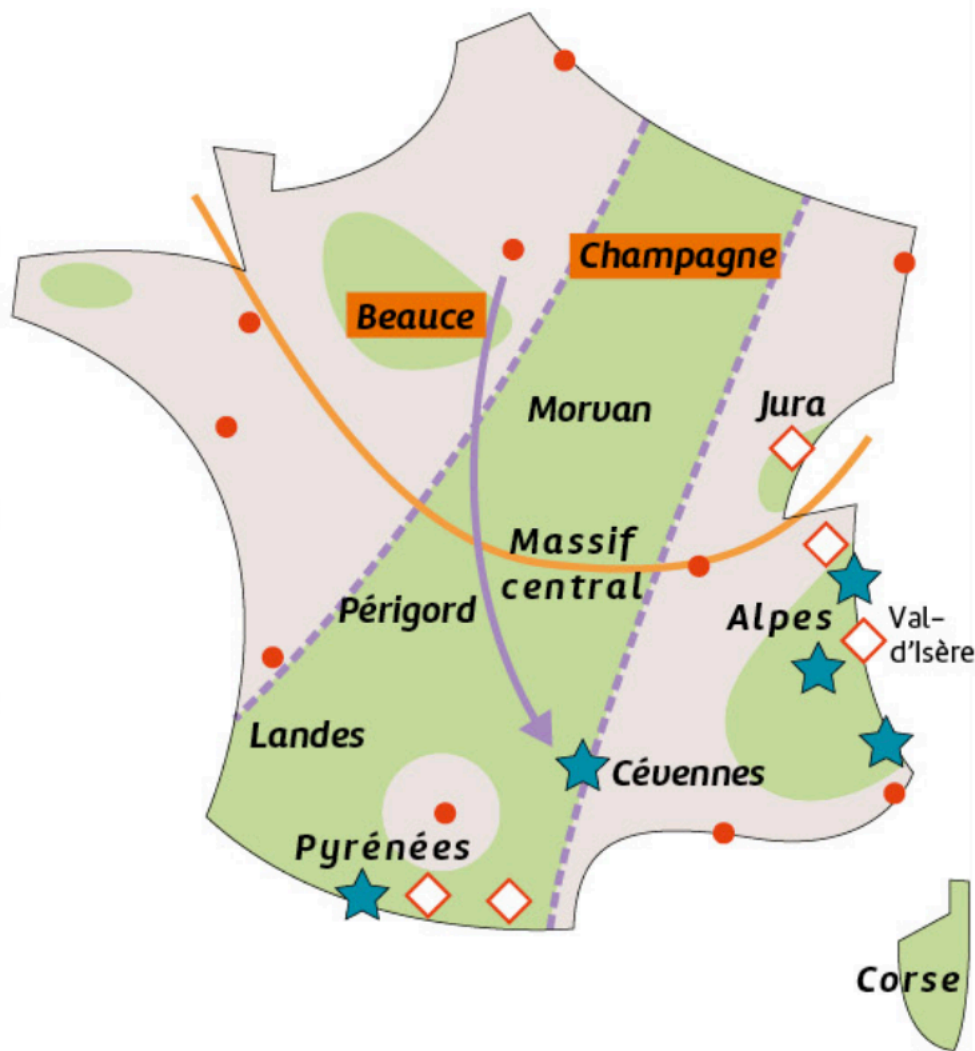 Champagne
Beauce
Morvan
Jura
Massif
central
Périgord
Alpes
Val-
d'Isère
Landes
Cévennes
Pyrénées
Corse